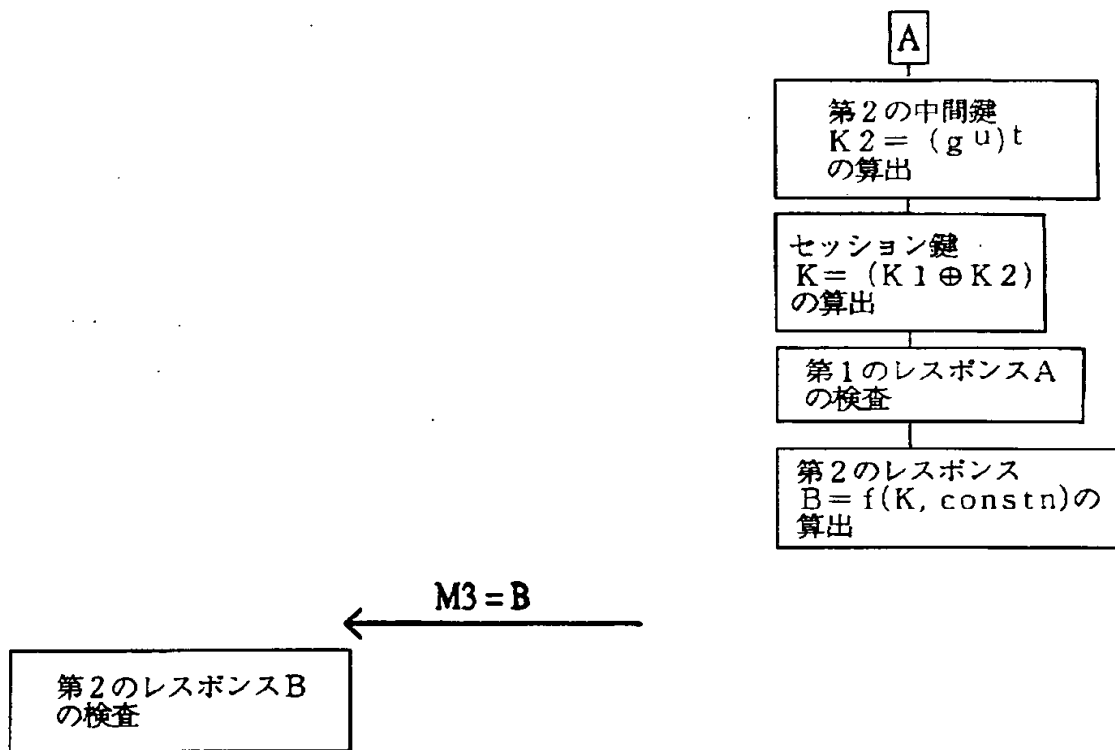 A
第2の中間鍵
K2=(g^u)^t
の算出
セッション鍵
K=(K1⊕K2)
の算出
第1のレスポンスA
の検査
第2のレスポンス
B=f(K, constn)の
算出
M3=B
第2のレスポンスB
の検査